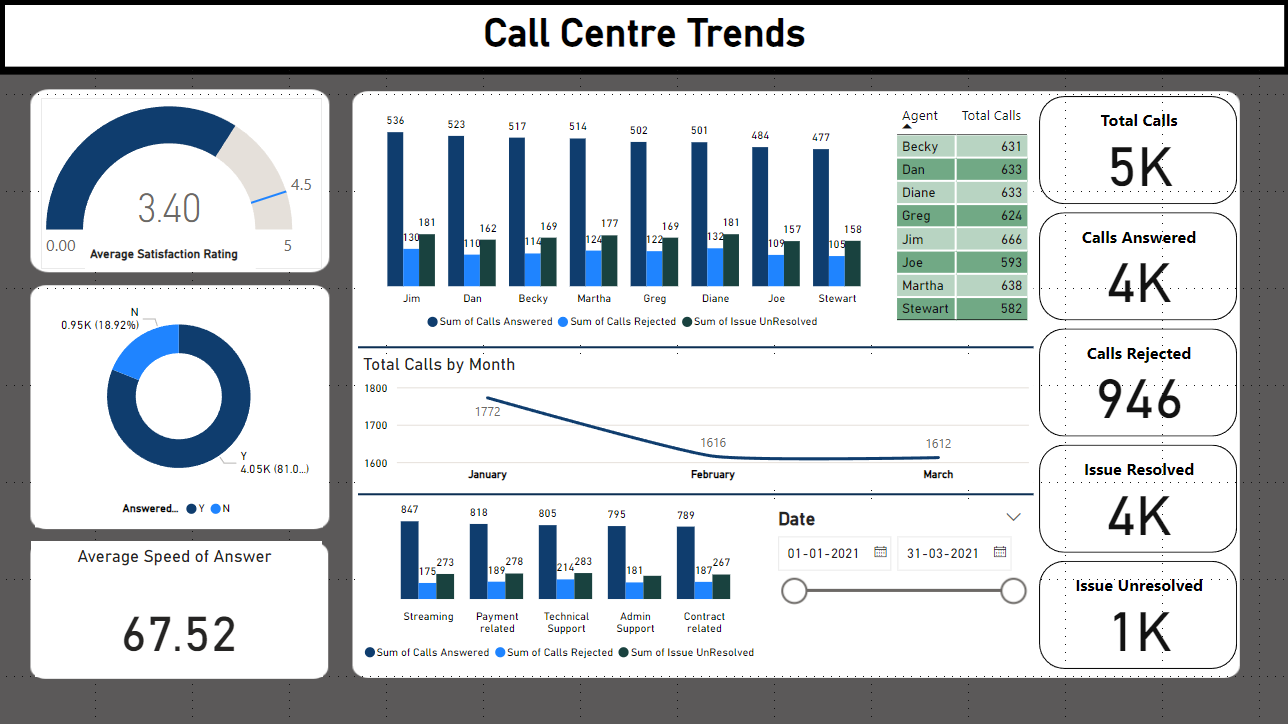 Call Centre Trends
3.40
4.5
0.00
5
Average Satisfaction Rating
N
0.95K (18.92%)
Y
4.05K (81.0...)
Answered... Y N
Average Speed of Answer
67.52
536 523 517 514 502 501 484 477
130 181 110 162 114 169 124 177 122 169 132 181 109 157 105 158
Jim Dan Becky Martha Greg Diane Joe Stewart
Sum of Calls Answered Sum of Calls Rejected Sum of Issue UnResolved
Agent Total Calls
Becky 631
Dan 633
Diane 633
Greg 624
Jim 666
Joe 593
Martha 638
Stewart 582
Total Calls by Month
1800
1700
1600
1772 1616 1612
January February March
847 818 805 795 789
175 273 189 278 214 283 181 187 267
Streaming Payment related Technical Support Admin Support Contract related
Sum of Calls Answered Sum of Calls Rejected Sum of Issue UnResolved
Date
01-01-2021 31-03-2021
Total Calls
5K
Calls Answered
4K
Calls Rejected
946
Issue Resolved
4K
Issue Unresolved
1K